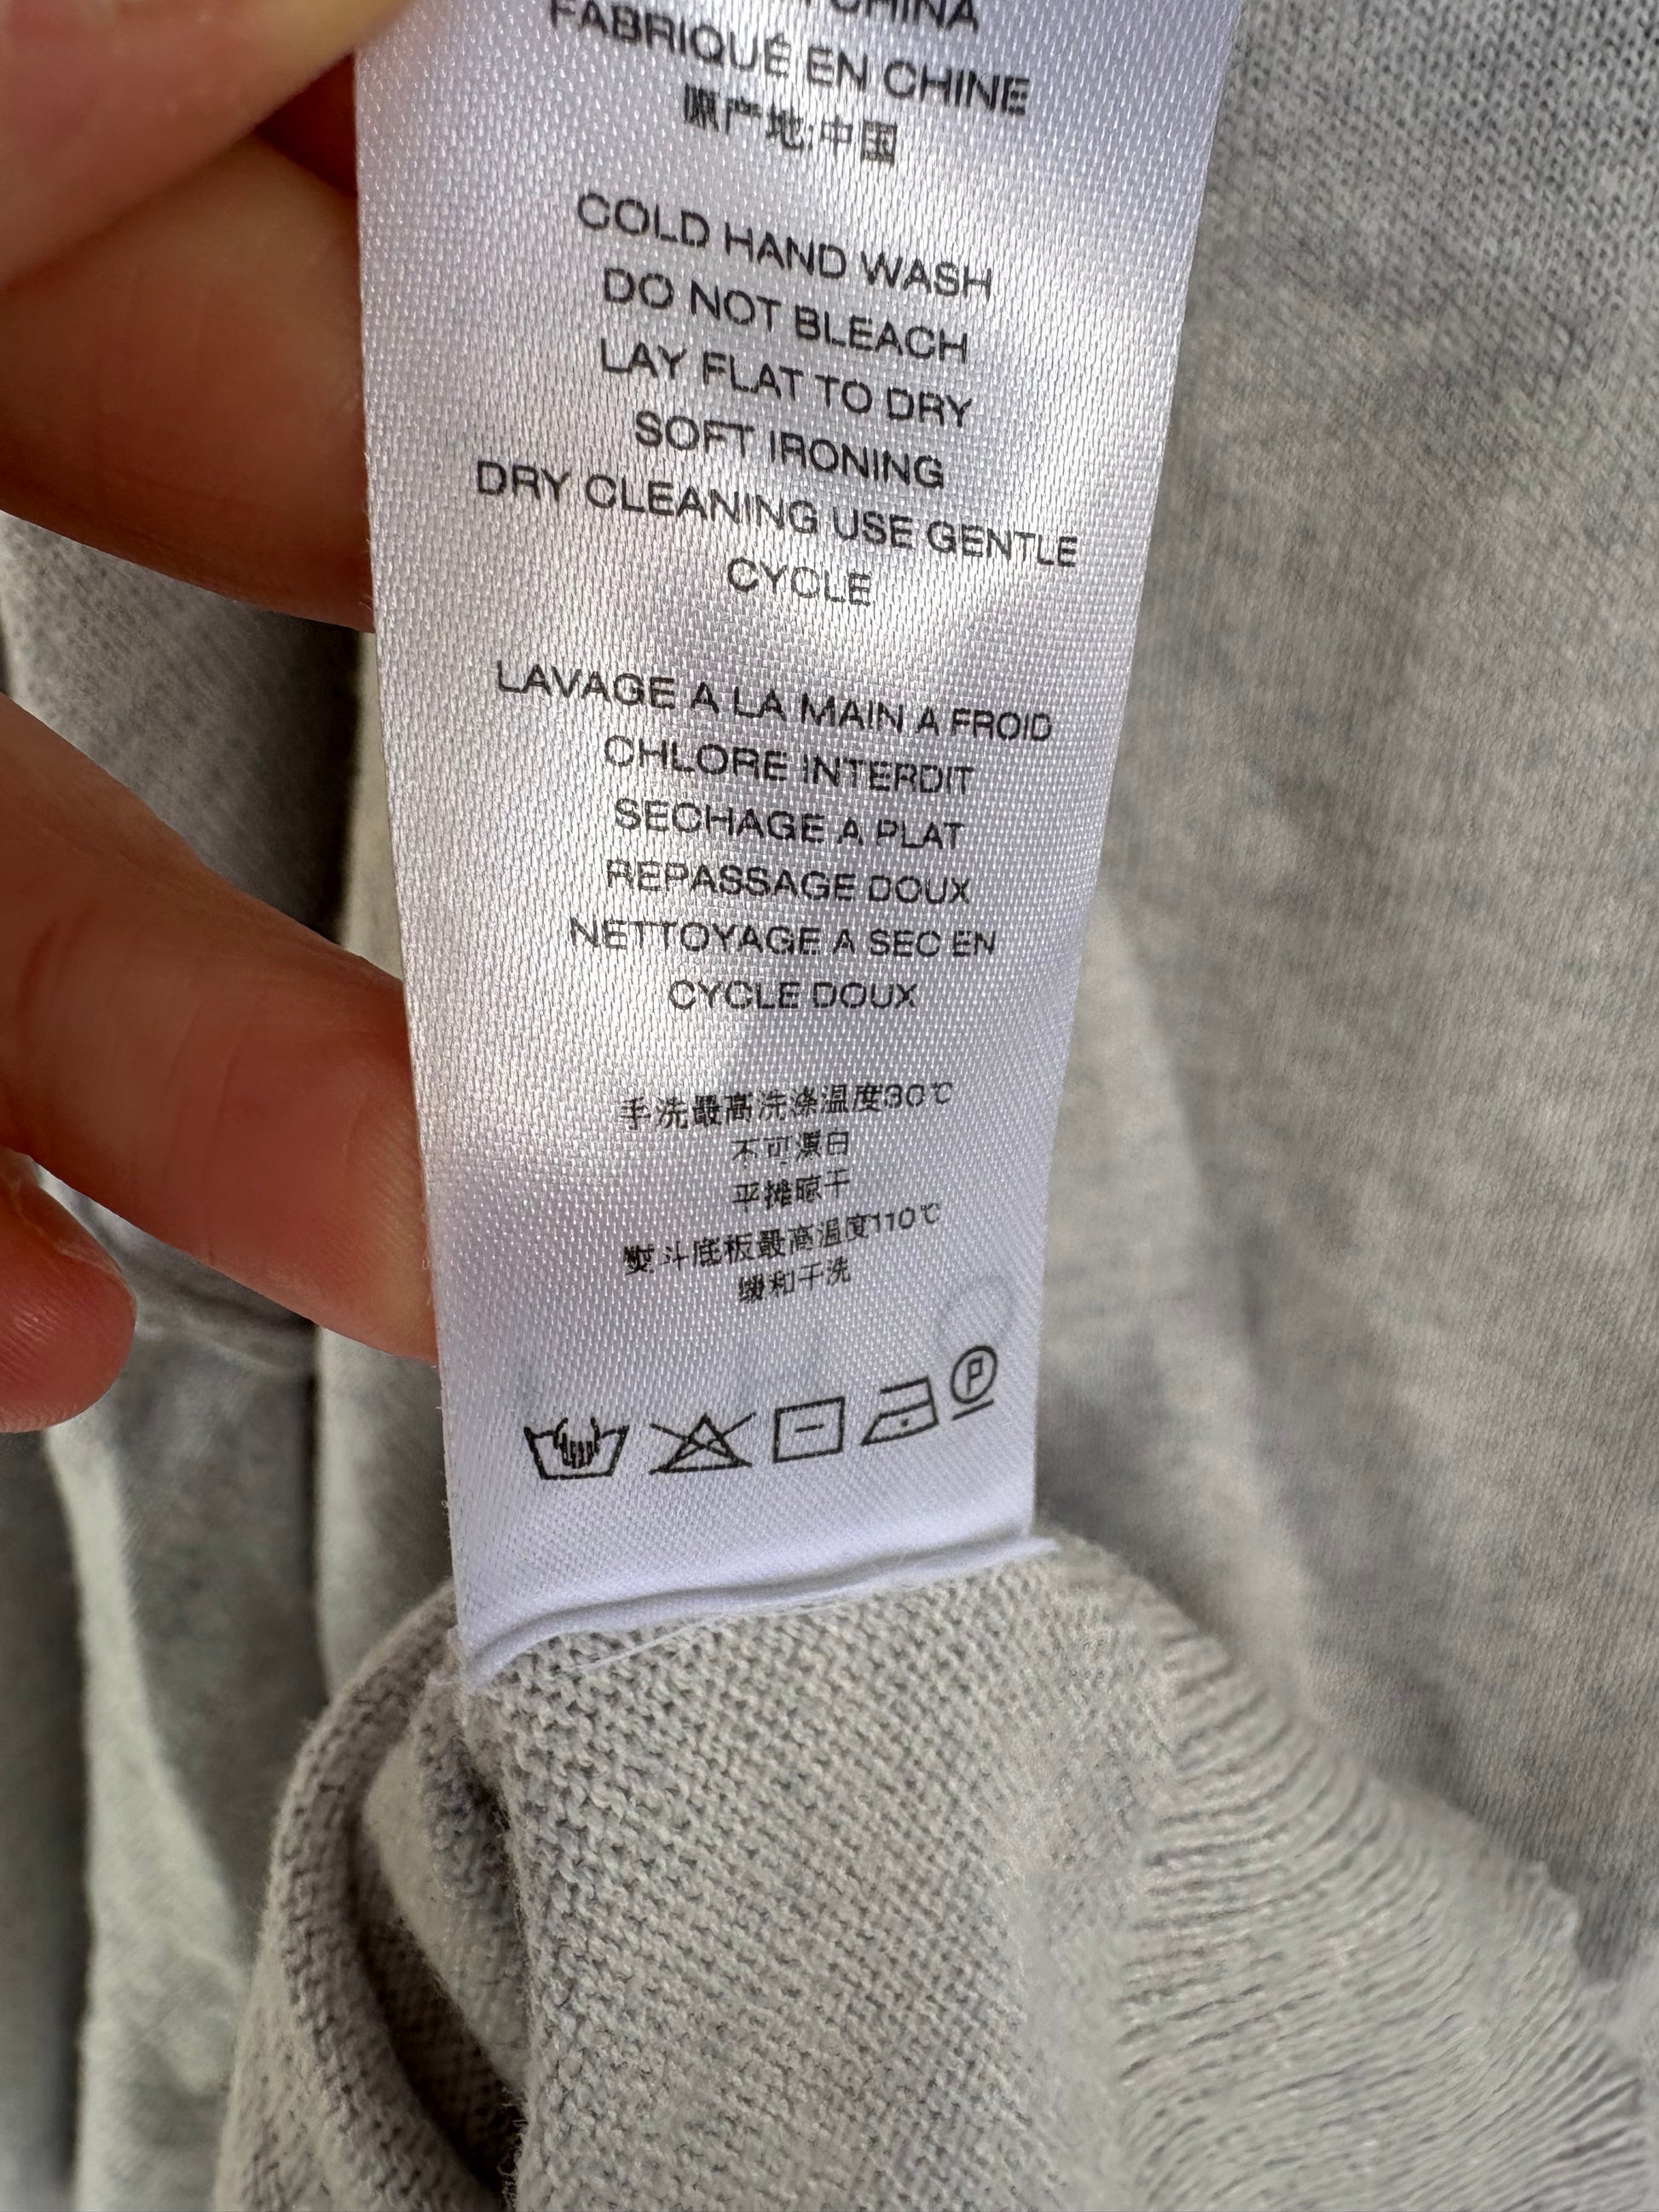 CHINA
FABRIQUÉ EN CHINE
原产地:中国
COLD HAND WASH
DO NOT BLEACH
LAY FLAT TO DRY
SOFT IRONING
DRY CLEANING USE GENTLE
CYCLE
LAVAGE A LA MAIN A FROID
CHLORE INTERDIT
SECHAGE A PLAT
REPASSAGE DOUX
NETTOYAGE A SEC EN
CYCLE DOUX
手洗最高洗涤温度30℃
不可漂白
平摊晾干
熨斗底板最高温度110℃
缓和干洗
P